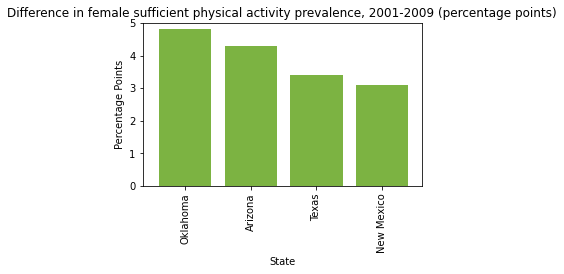 Difference in female sufficient physical activity prevalence, 2001-2009 (percentage points)
Percentage Points
5
4
3
2
1
0
Oklahoma
Arizona
Texas
New Mexico
State